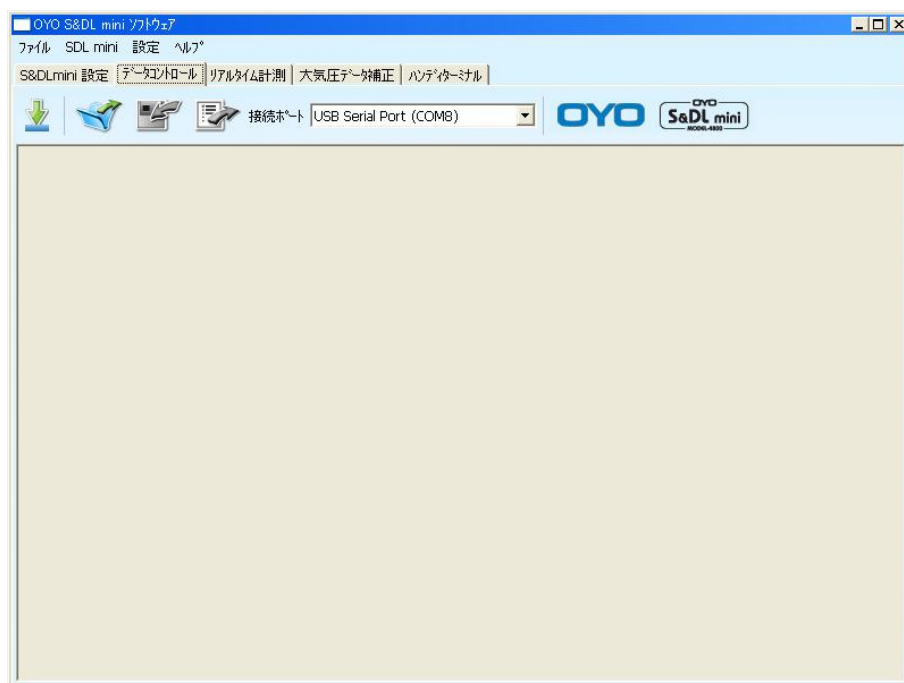 OYO S&DL mini ソフトウェア
ファイル SDL mini 設定 ヘルプ
S&DLmini 設定 データコントロール リアルタイム計測 大気圧データ補正 ハンディターミナル
接続ポート USB Serial Port (COM8) OYO OYO S&DL mini MODEL-4800